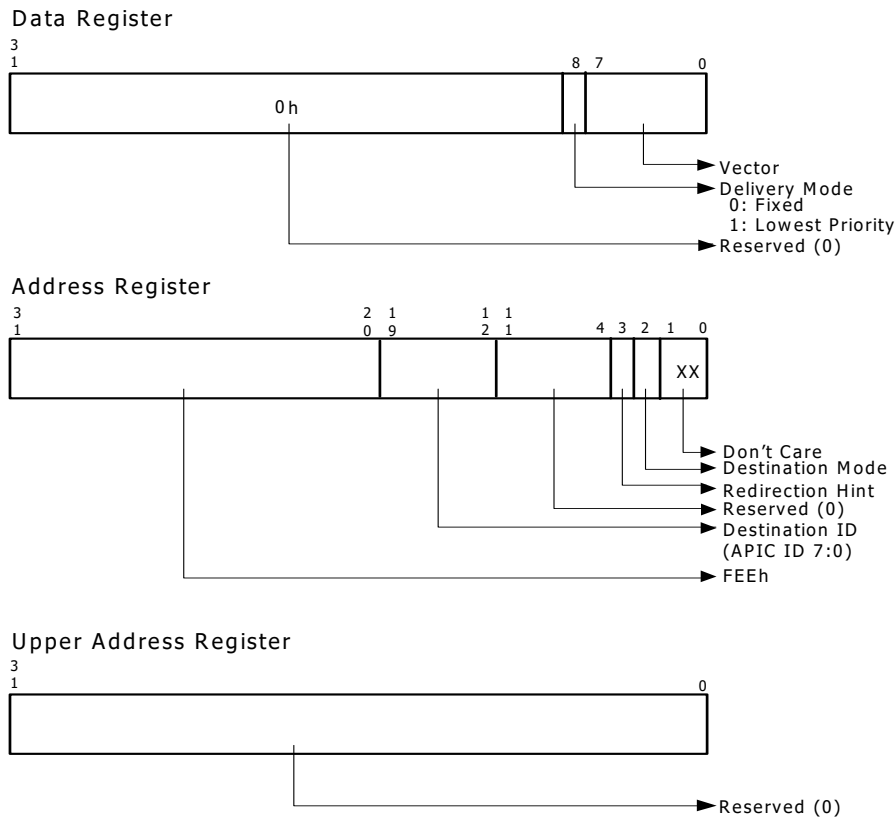 Data Register
3
1 8 7 0
0h
Vector
Delivery Mode
0: Fixed
1: Lowest Priority
Reserved (0)
Address Register
3 2 1 1 1
1 0 9 2 1 4 3 2 1 0
XX
Don't Care
Destination Mode
Redirection Hint
Reserved (0)
Destination ID
(APIC ID 7:0)
FEEh
Upper Address Register
3
1 0
Reserved (0)